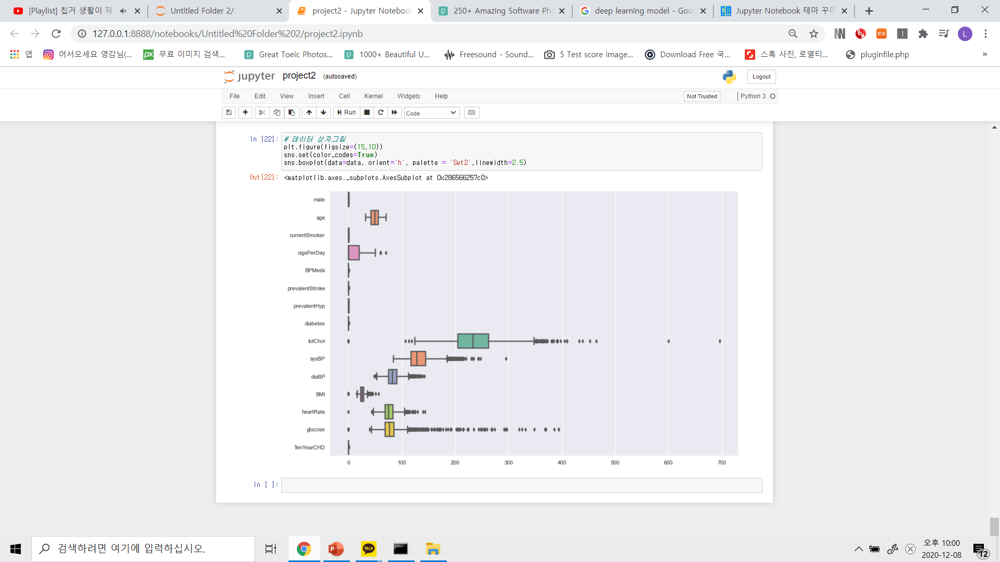 [Playlist] 칩거 생활이 재
Untitled Folder 2/
project2 - Jupyter Notebook
250+ Amazing Software Pho
deep learning model - Goo
Jupyter Notebook 테마 꾸미
127.0.0.1:8888/notebooks/Untitled%20Folder%202/project2.ipynb
EX
L
앱
어서오세요 영감님(...
px
무료 이미지 검색...
Great Toeic Photos...
1000+ Beautiful U...
Freesound - Sound...
5 Test score image...
Download Free 국...
스톡 사진, 로열티...
pluginfile.php
»
jupyter project2 (autosaved)
Logout
File Edit View Insert Cell Kernel Widgets Help
Not Trusted
Python 3
Run
Code
In [22]:
# 데이터 상자그림
plt.figure(figsize=(15,10))
sns.set(color_codes=True)
sns.boxplot(data=data, orient='h', palette = 'Set2',linewidth=2.5)
Out[22]: <matplotlib.axes._subplots.AxesSubplot at 0x286566257c0>
male
age
currentSmoker
cigsPerDay
BPMeds
prevalentStroke
prevalentHyp
diabetes
totChol
sysBP
diaBP
BMI
heartRate
glucose
TenYearCHD
0 100 200 300 400 500 600 700
In [ ]:
검색하려면 여기에 입력하십시오.
P
TALK
오후 10:00
2020-12-08
12